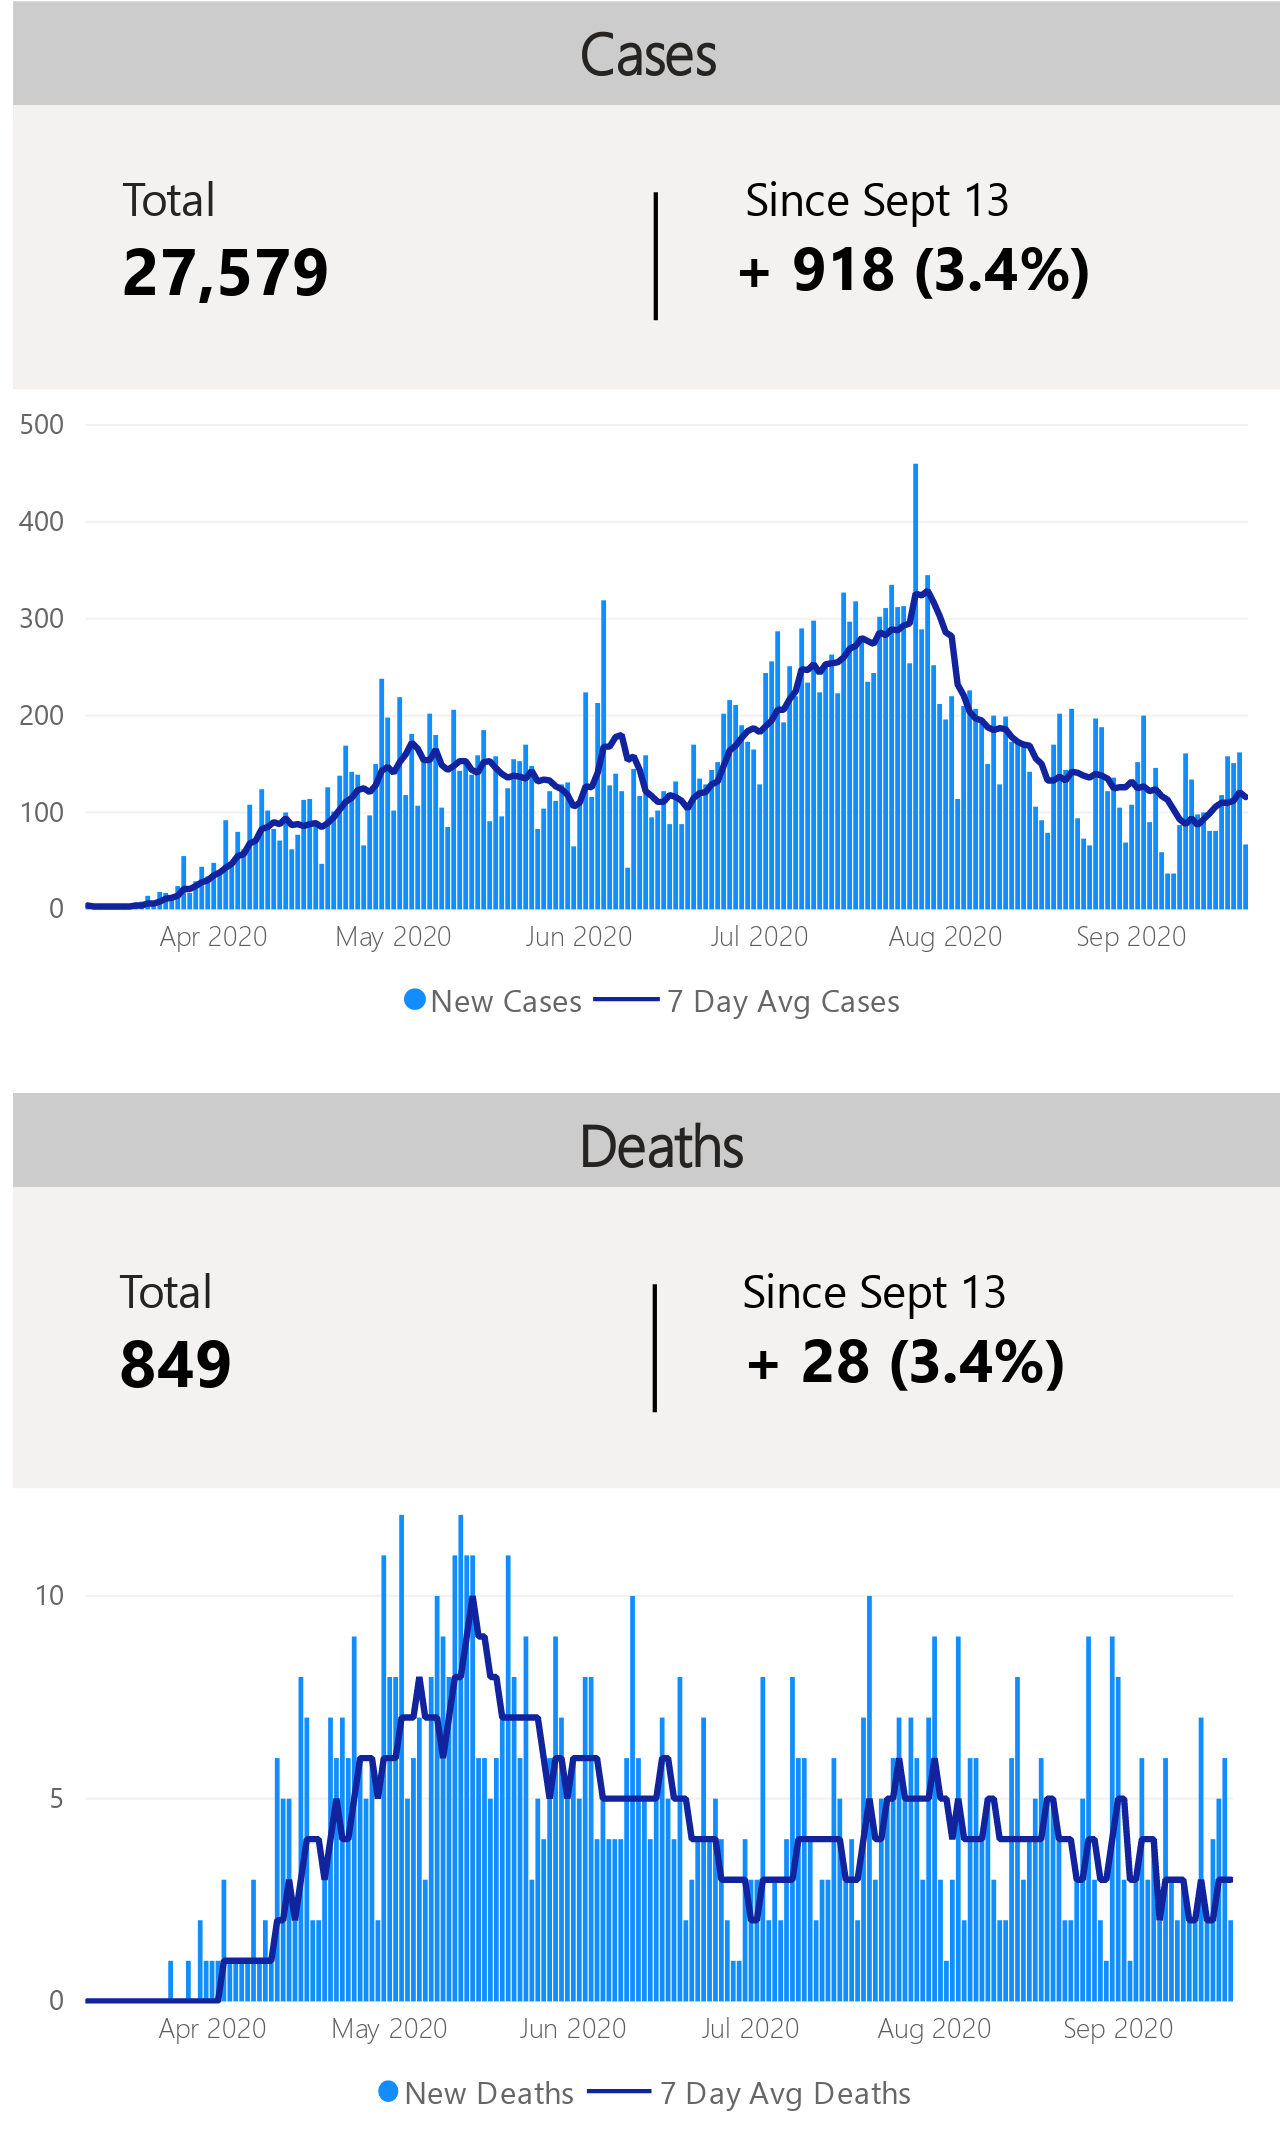 Cases
Total
Since Sept 13
27,579
+ 918 (3.4%)
500
400
300
200
100
0
Apr 2020
May 2020
Jun 2020
Jul 2020
Aug 2020
Sep 2020
New Cases
7 Day Avg Cases
Deaths
Total
Since Sept 13
849
+ 28 (3.4%)
10
5
0
Apr 2020
May 2020
Jun 2020
Jul 2020
Aug 2020
Sep 2020
New Deaths
7 Day Avg Deaths